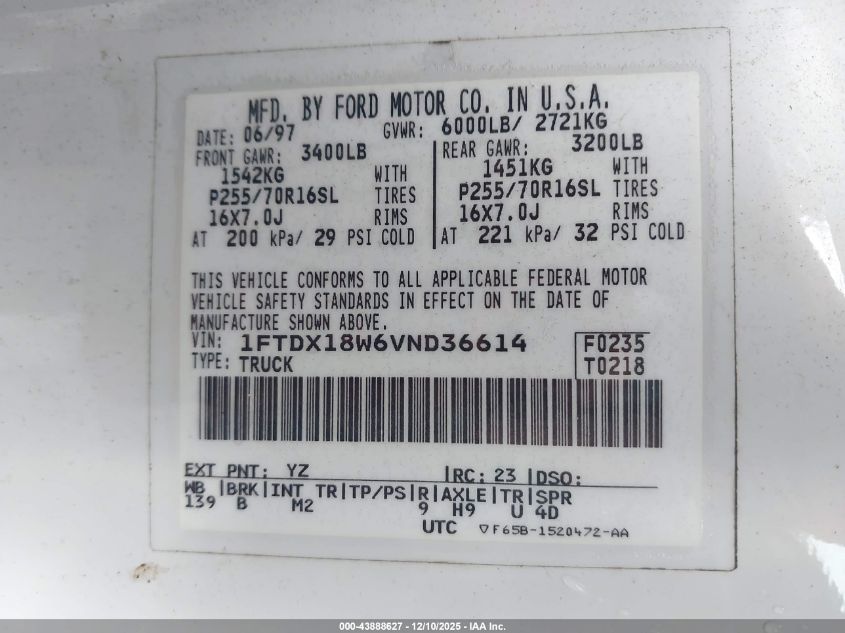 MFD. BY FORD MOTOR CO. IN U.S.A.
DATE: 06/97 GVWR: 6000LB/ 2721KG
FRONT GAWR: 3400LB REAR GAWR: 3200LB
1542KG WITH 1451KG WITH
P255/70R16SL TIRES P255/70R16SL TIRES
16X7.0J RIMS 16X7.0J RIMS
AT 200 kPa/ 29 PSI COLD AT 221 kPa/ 32 PSI COLD
THIS VEHICLE CONFORMS TO ALL APPLICABLE FEDERAL MOTOR
VEHICLE SAFETY STANDARDS IN EFFECT ON THE DATE OF
MANUFACTURE SHOWN ABOVE.
VIN: 1FTDX18W6VND36614 F0235
TYPE: TRUCK T0218
EXT PNT: YZ RC: 23 DSO:
WB BRK INT TR TP/PS R AXLE TR SPR
139 B M2 9 H9 U 4D
UTC F65B-1520472-AA
000-43888627 - 12/10/2025 - IAA Inc.